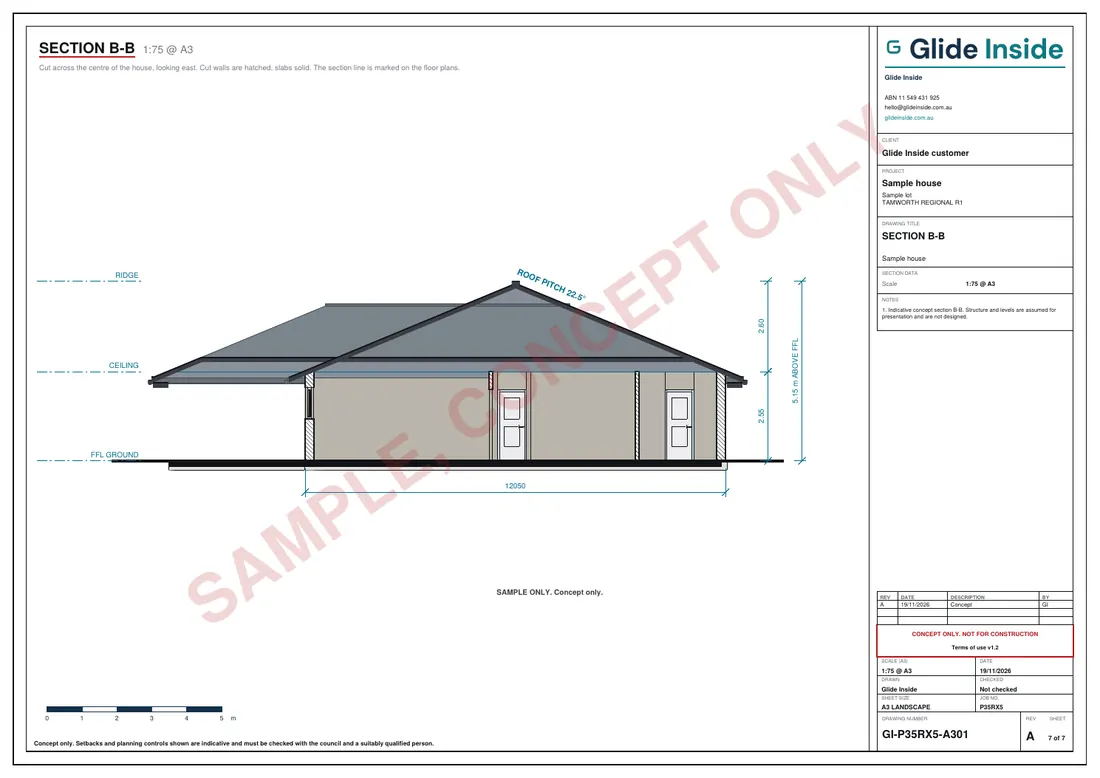 SECTION B-B 1:75 @ A3
Cut across the centre of the house, looking east. Cut walls are hatched, slabs solid. The section line is marked on the floor plans.
RIDGE
CEILING
FFL GROUND
ROOF PITCH 22.5°
2.60
2.55
5.15 m ABOVE FFL
12050
SAMPLE, CONCEPT ONLY
SAMPLE ONLY. Concept only.
0 1 2 3 4 5 m
Concept only. Setbacks and planning controls shown are indicative and must be checked with the council and a suitably qualified person.
G Glide Inside
Glide Inside
ABN 11 549 431 925
hello@glideinside.com.au
glideinside.com.au
CLIENT
Glide Inside customer
PROJECT
Sample house
Sample lot
TAMWORTH REGIONAL R1
DRAWING TITLE
SECTION B-B
Sample house
SECTION DATA
Scale 1:75 @ A3
NOTES
1. Indicative concept section B-B. Structure and levels are assumed for
presentation and are not designed.
REV DATE DESCRIPTION BY
A 19/11/2026 Concept GI
CONCEPT ONLY. NOT FOR CONSTRUCTION
Terms of use v1.2
SCALE (A3) DATE
1:75 @ A3 19/11/2026
DRAWN CHECKED
Glide Inside Not checked
SHEET SIZE JOB NO
A3 LANDSCAPE P35RX5
DRAWING NUMBER REV SHEET
GI-P35RX5-A301 A 7 of 7